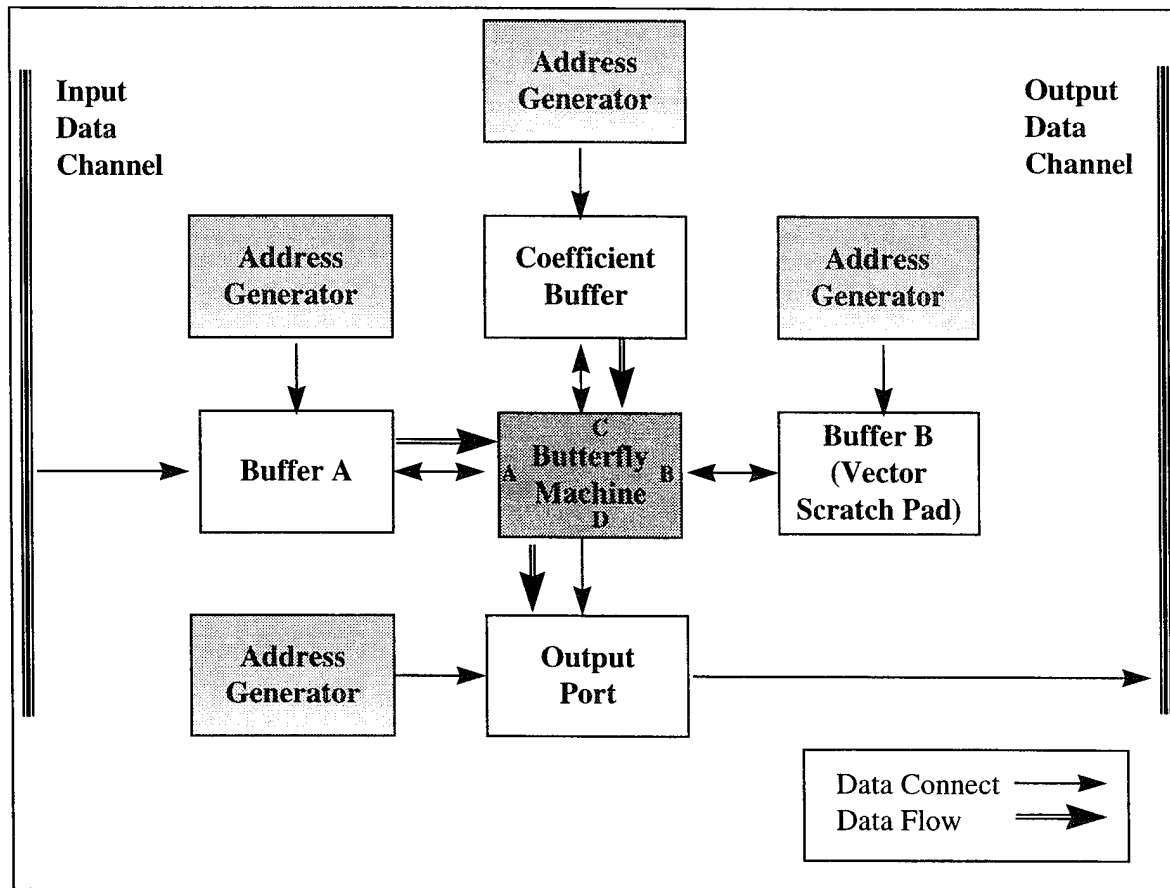 Address
Generator
Input
Data
Channel
Output
Data
Channel
Address
Generator
Coefficient
Buffer
Address
Generator
Buffer A
C
A
Butterfly
B
Machine
D
Buffer B
(Vector
Scratch Pad)
Address
Generator
Output
Port
Data Connect
Data Flow